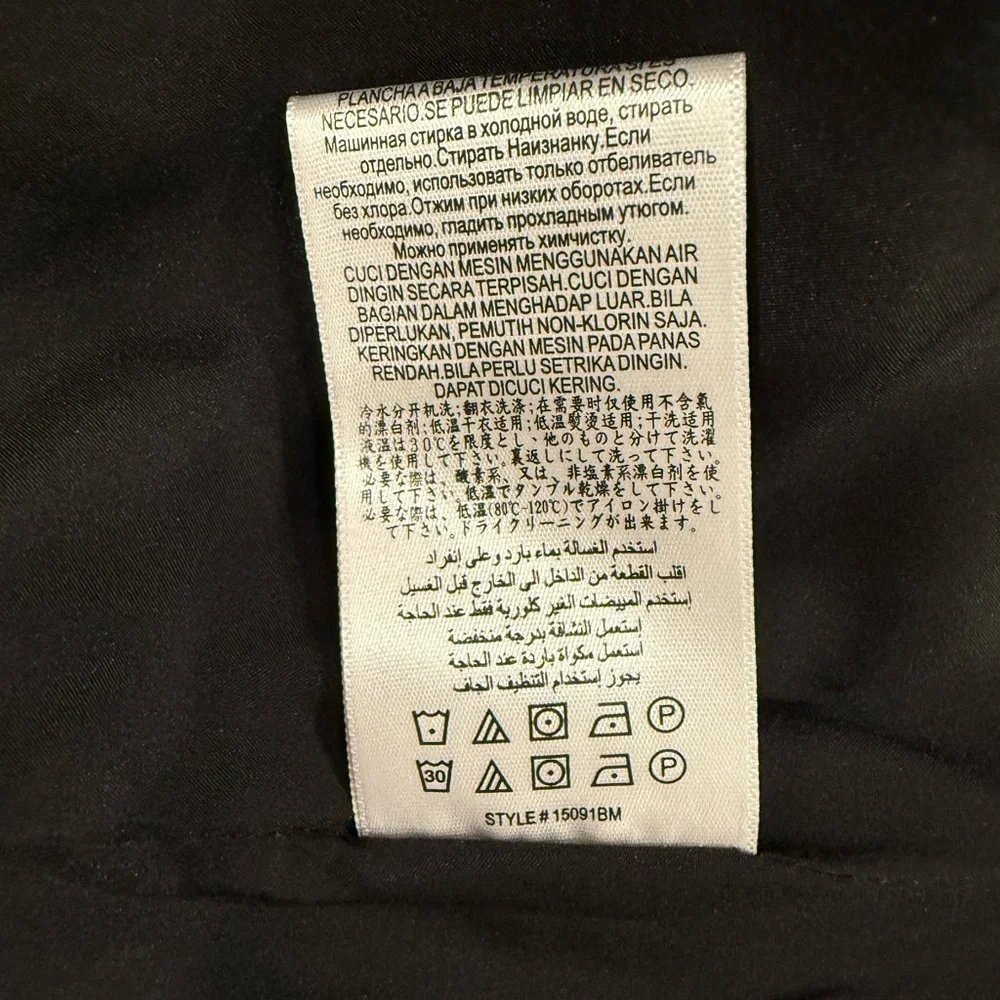 PLANCHA A BAJA TEMPERATURA SI ES
NECESARIO.SE PUEDE LIMPIAR EN SECO.
Машинная стирка в холодной воде, стирать
отдельно.Стирать Наизнанку.Если
необходимо, использовать только отбеливатель
без хлора.Отжим при низких оборотах.Если
необходимо, гладить прохладным утюгом.
Можно применять химчистку.
CUCI DENGAN MESIN MENGGUNAKAN AIR
DINGIN SECARA TERPISAH.CUCI DENGAN
BAGIAN DALAM MENGHADAP LUAR.BILA
DIPERLUKAN, PEMUTIH NON-KLORIN SAJA.
KERINGKAN DENGAN MESIN PADA PANAS
RENDAH.BILA PERLU SETRIKA DINGIN.
DAPAT DICUCI KERING.
冷水分开机洗;翻衣洗涤;在需要时仅使用不含氯
的漂白剂;低温干衣适用;低温熨烫适用;干洗适用
液温は30℃を限度とし、他のものと分けて洗濯
機を使用して下さい。裏返しにして洗って下さい。
必要な際は、酸素系、又は、非塩素系漂白剤を使
用して下さい。低温でタンブル乾燥をして下さい。
必要な際は、低温(80℃-120℃)でアイロン掛けをし
て下さい。ドライクリーニングが出来ます。
استخدم الغسالة بماء بارد وعلى انفراد
اقلب القطعة من الداخل الى الخارج قبل الغسيل
إستخدم المبيضات الغير كلورية فقط عند الحاجة
إستعمل النشافة بدرجة منخفضة
إستعمل مكواة باردة عند الحاجة
يجوز إستخدام التنظيف الجاف
P
30 P
STYLE # 15091BM